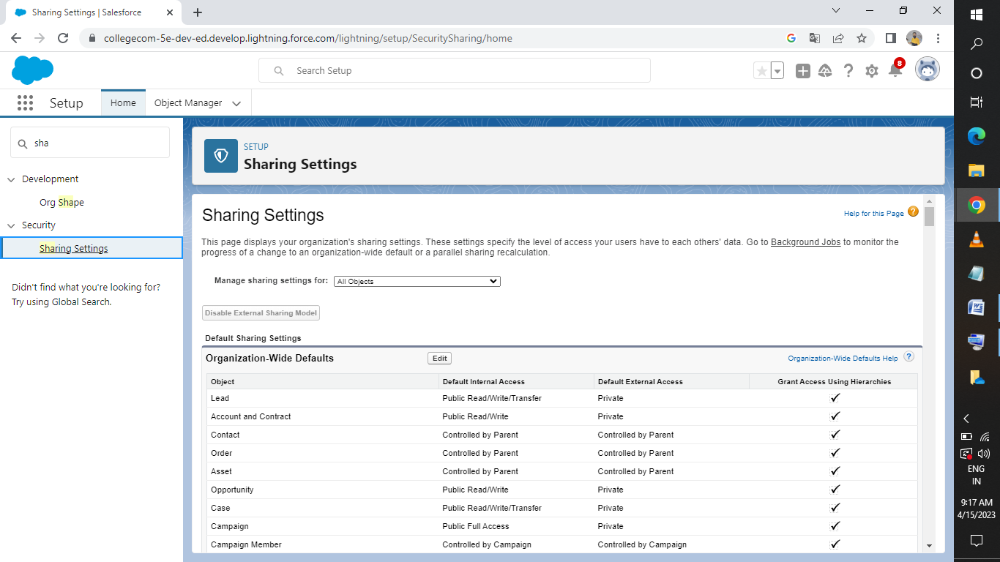 Sharing Settings | Salesforce
collegecom-5e-dev-ed.develop.lightning.force.com/lightning/setup/SecuritySharing/home
Search Setup
8
Setup
Home
Object Manager
sha
Development
Org Shape
Security
Sharing Settings
Didn't find what you're looking for?
Try using Global Search.
SETUP
Sharing Settings
Sharing Settings
Help for this Page
This page displays your organization's sharing settings. These settings specify the level of access your users have to each others' data. Go to Background Jobs to monitor the
progress of a change to an organization-wide default or a parallel sharing recalculation.
Manage sharing settings for: All Objects
Disable External Sharing Model
Default Sharing Settings
Organization-Wide Defaults Edit Organization-Wide Defaults Help ?
Object Default Internal Access Default External Access Grant Access Using Hierarchies
Lead Public Read/Write/Transfer Private
Account and Contract Public Read/Write Private
Contact Controlled by Parent Controlled by Parent
Order Controlled by Parent Controlled by Parent
Asset Controlled by Parent Controlled by Parent
Opportunity Public Read/Write Private
Case Public Read/Write/Transfer Private
Campaign Public Full Access Private
Campaign Member Controlled by Campaign Controlled by Campaign
ENG
IN
9:17 AM
4/15/2023